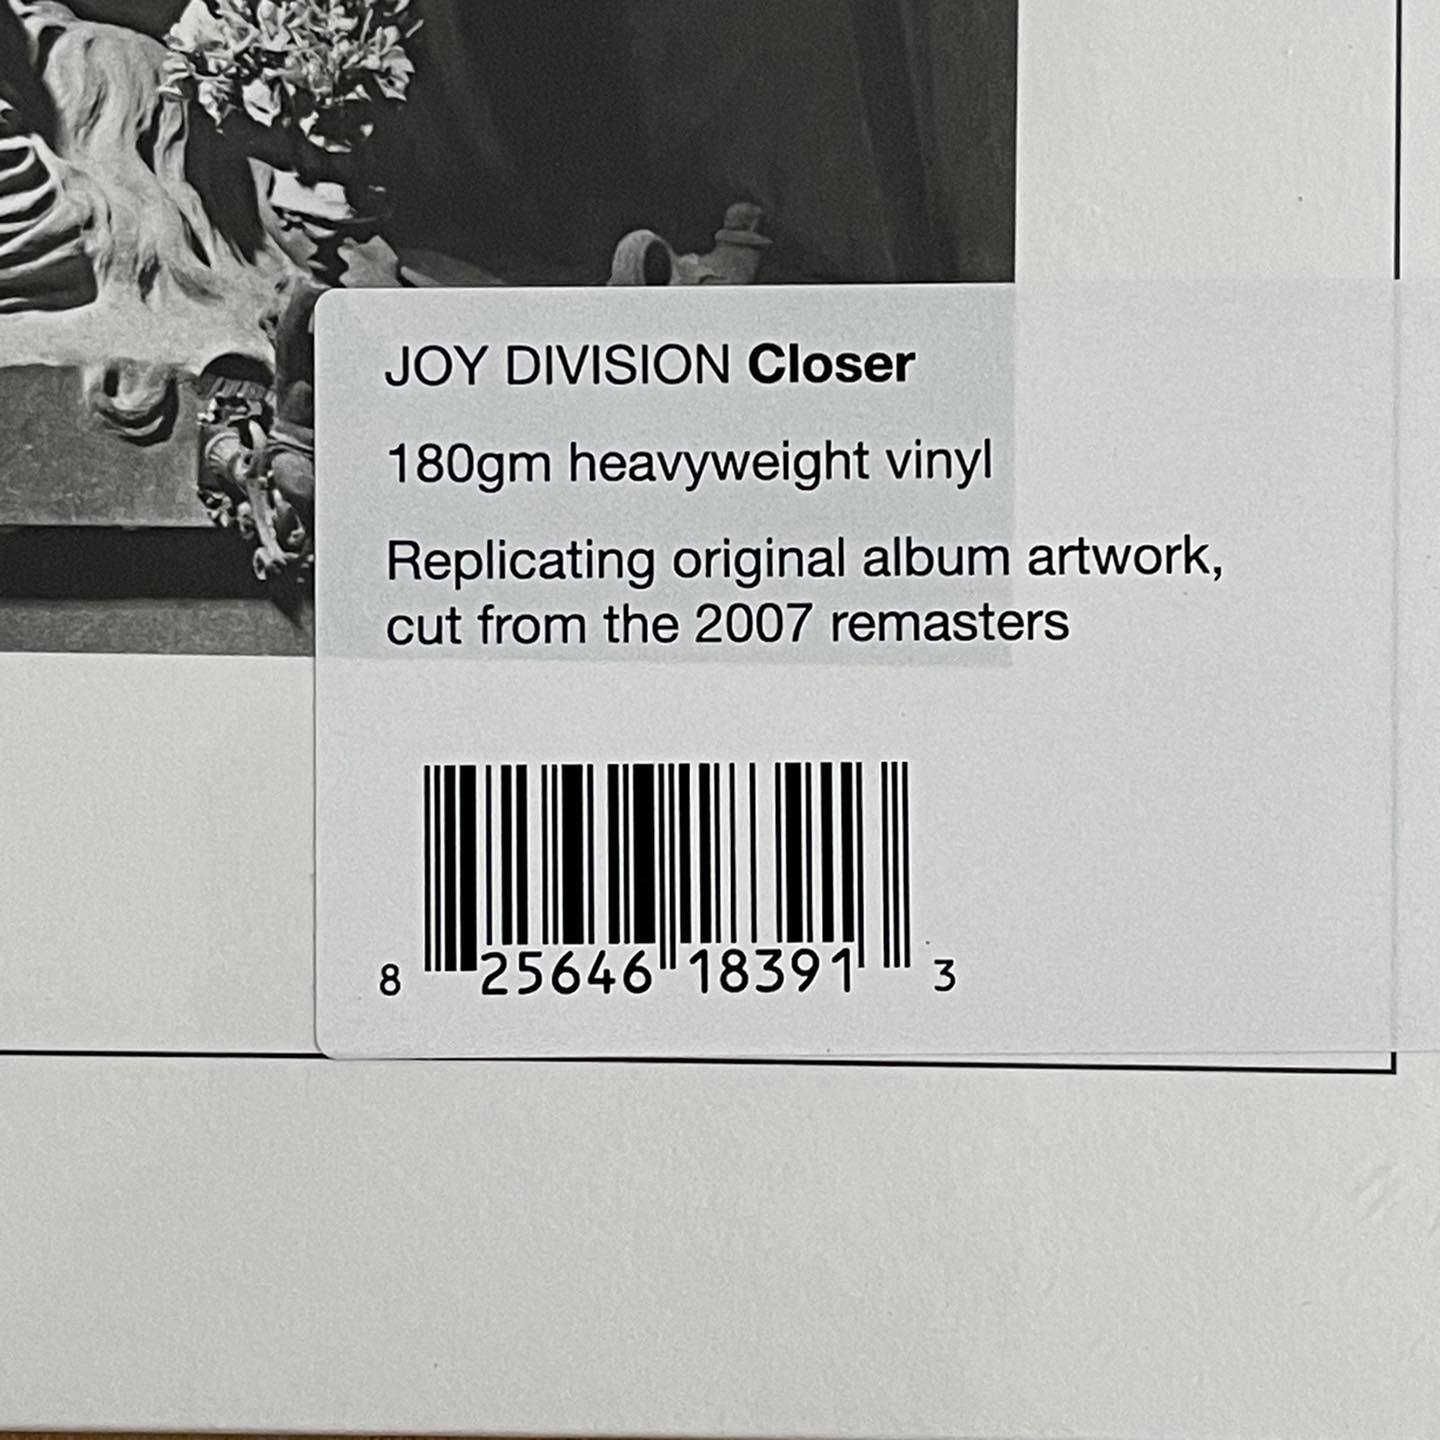 JOY DIVISION Closer
180gm heavyweight vinyl
Replicating original album artwork,
cut from the 2007 remasters
8 25646 18391 3